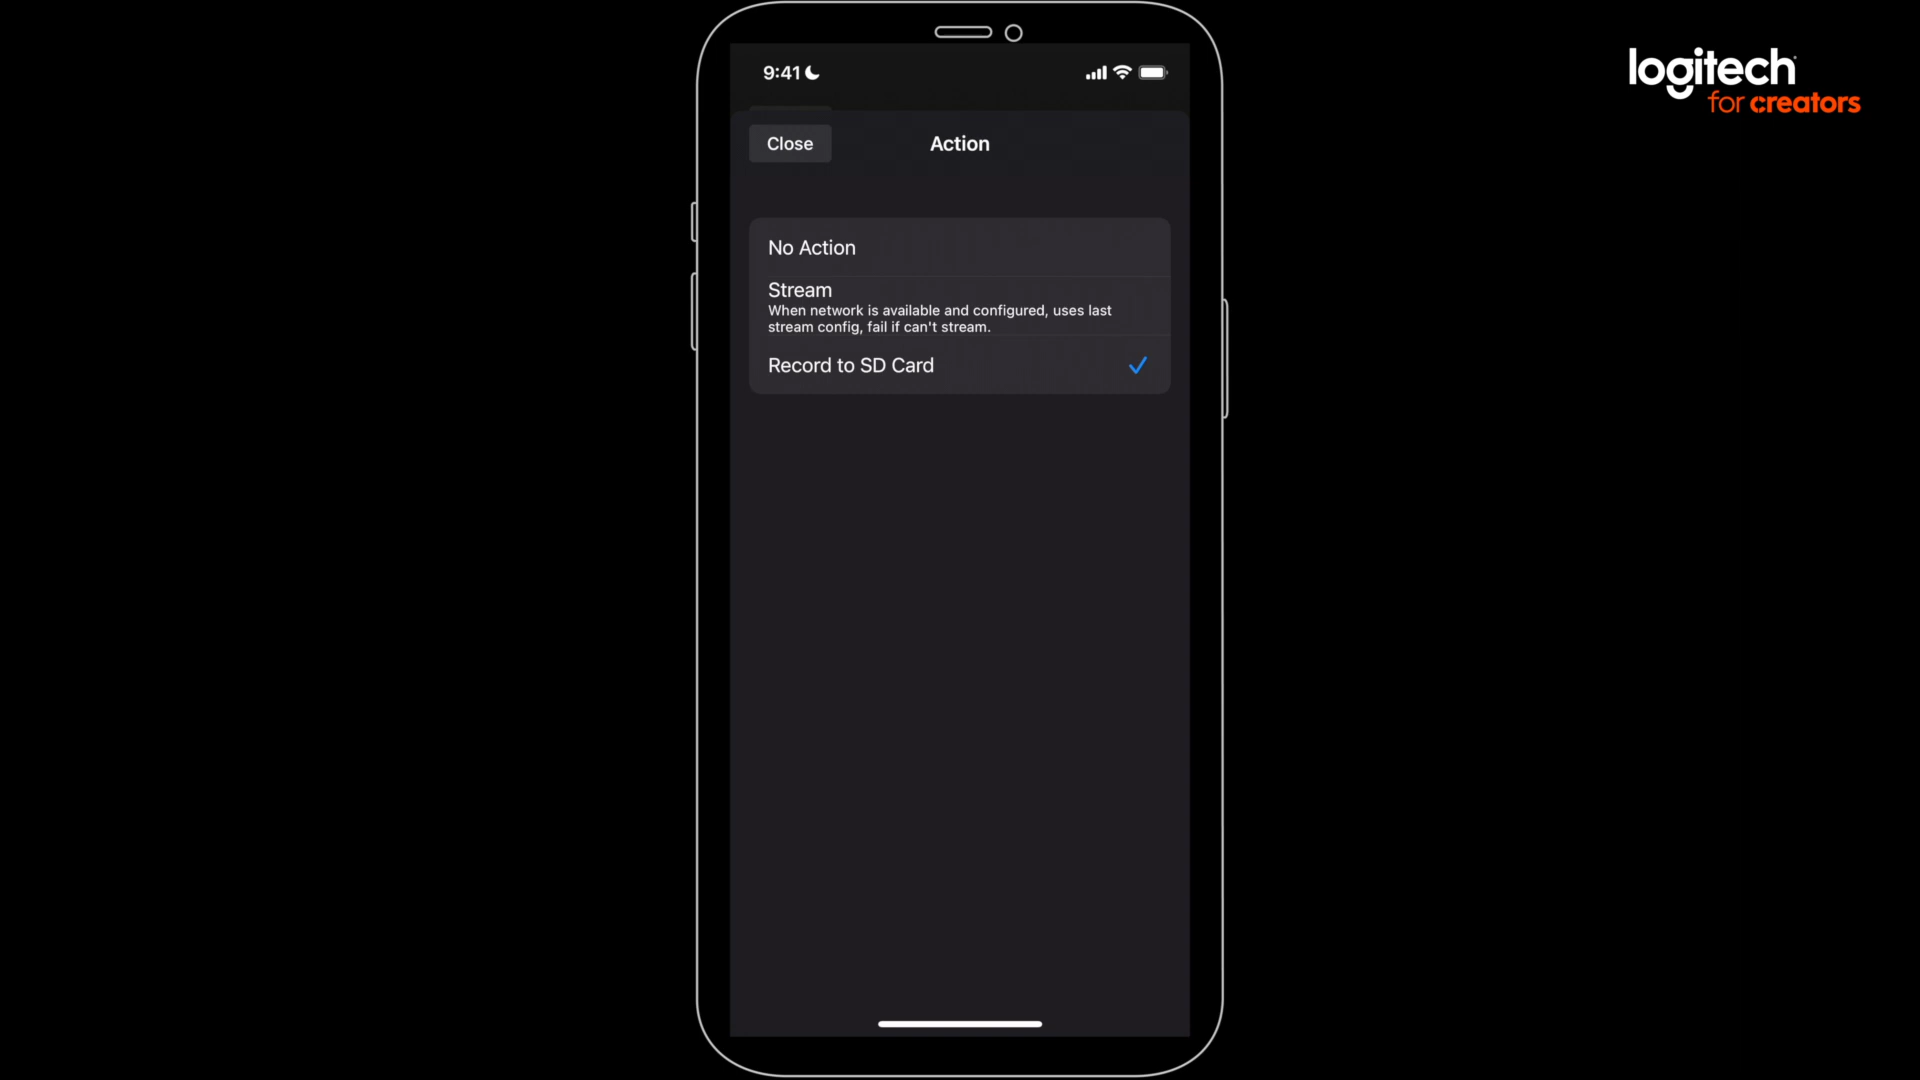 9:41
logitech
for creators
Close
Action
No Action
Stream
When network is available and configured, uses last
stream config, fail if can't stream.
Record to SD Card